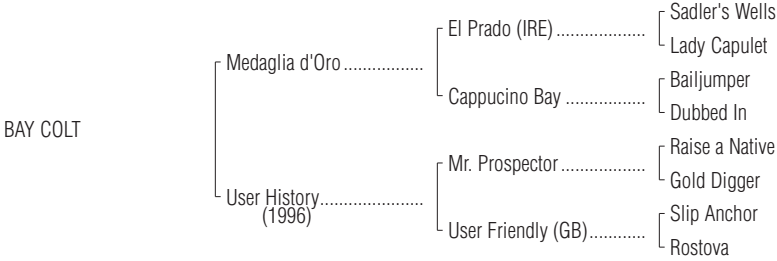 Sadler's Wells
El Prado (IRE) ....................
Lady Capulet
Medaglia d'Oro ..................
Bailjumper
Cappucino Bay ..................
Dubbed In
BAY COLT
Raise a Native
Mr. Prospector ...................
Gold Digger
User History.......................
(1996)
Slip Anchor
User Friendly (GB).............
Rostova